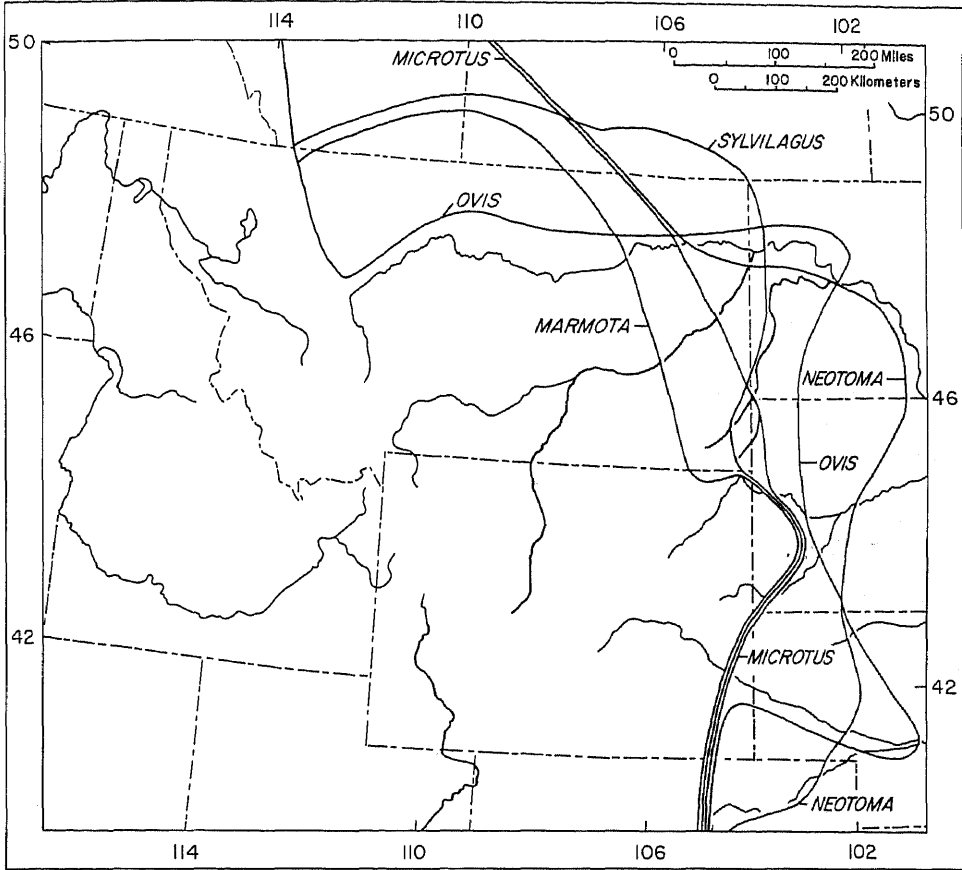 114 110 106 102
50
MICROTUS
0 100 200 Miles
0 100 200 Kilometers
50
SYLVILAGUS
OVIS
46
MARMOTA
NEOTOMA
46
OVIS
42
MICROTUS
42
NEOTOMA
114 110 106 102